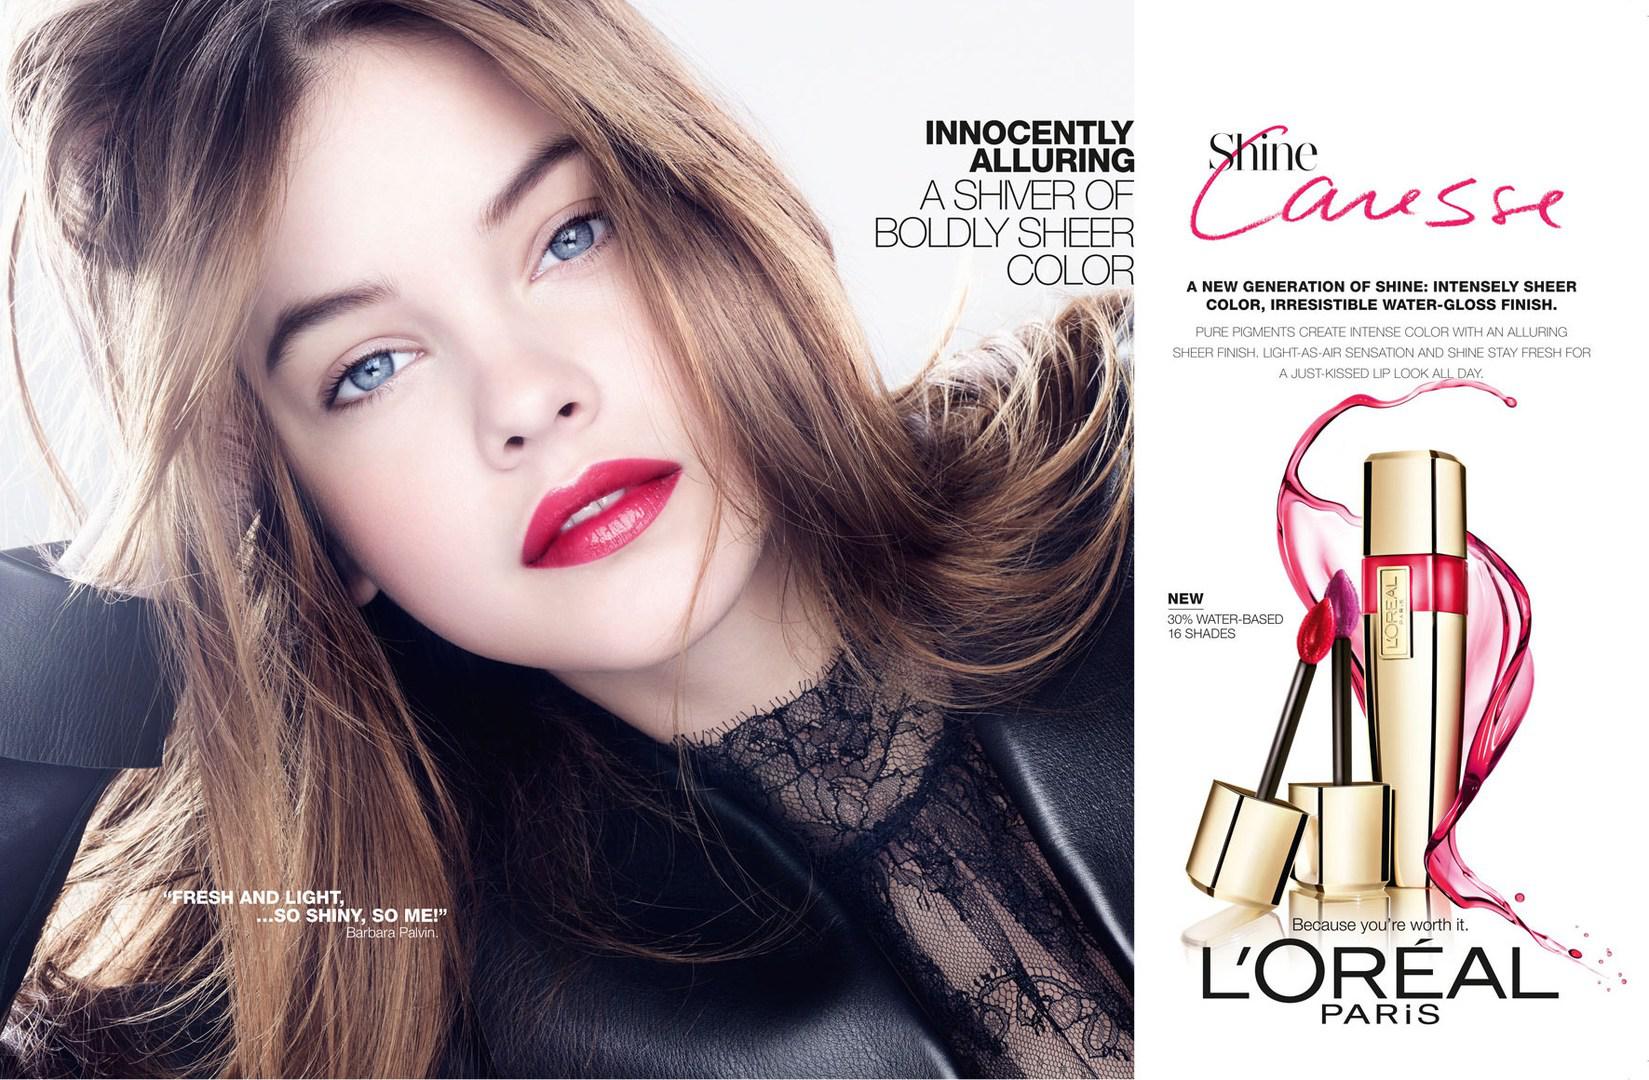 INNOCENTLY
ALLURING
A SHIVER OF
BOLDLY SHEER
COLOR
“FRESH AND LIGHT,
...SO SHINY, SO ME!”
Barbara Palvin.
Shine
Caresse
A NEW GENERATION OF SHINE: INTENSELY SHEER
COLOR, IRRESISTIBLE WATER-GLOSS FINISH.
PURE PIGMENTS CREATE INTENSE COLOR WITH AN ALLURING
SHEER FINISH. LIGHT-AS-AIR SENSATION AND SHINE STAY FRESH FOR
A JUST-KISSED LIP LOOK ALL DAY.
NEW
30% WATER-BASED
16 SHADES
L'ORÉAL
PARIS
Because you're worth it.
L'ORÉAL
PARiS